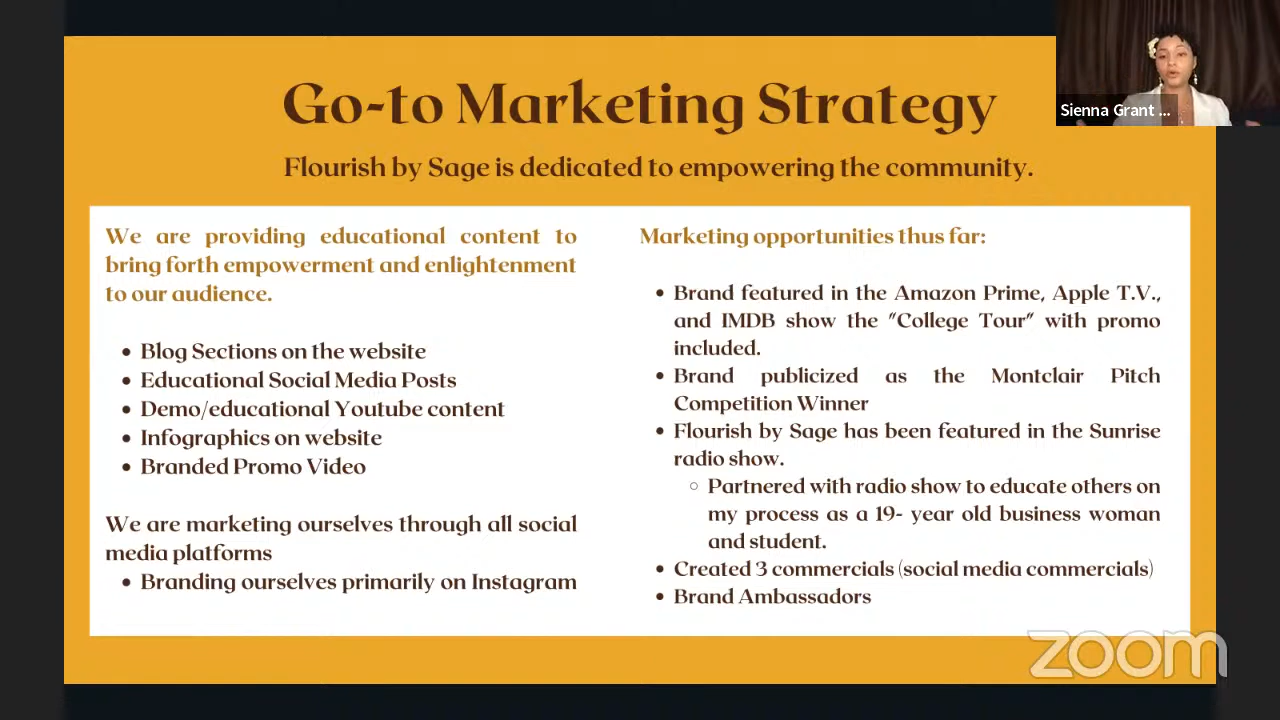 Go-to Marketing Strategy
Sienna Grant ...
Flourish by Sage is dedicated to empowering the community.
We are providing educational content to
bring forth empowerment and enlightenment
to our audience.
• Blog Sections on the website
• Educational Social Media Posts
• Demo/educational Youtube content
• Infographics on website
• Branded Promo Video
We are marketing ourselves through all social
media platforms
• Branding ourselves primarily on Instagram
Marketing opportunities thus far:
• Brand featured in the Amazon Prime, Apple T.V.,
and IMDB show the "College Tour" with promo
included.
• Brand publicized as the Montclair Pitch
Competition Winner
• Flourish by Sage has been featured in the Sunrise
radio show.
○ Partnered with radio show to educate others on
my process as a 19- year old business woman
and student.
• Created 3 commercials (social media commercials)
• Brand Ambassadors
zoom